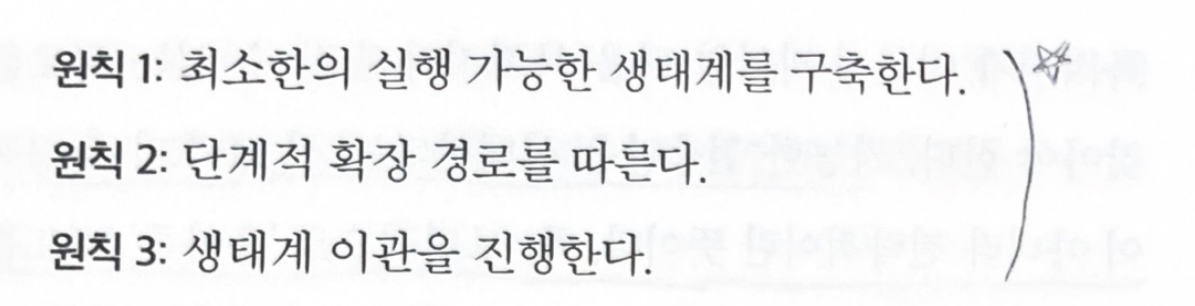 원칙 1: 최소한의 실행 가능한 생태계를 구축한다.
원칙 2: 단계적 확장 경로를 따른다.
원칙 3: 생태계 이관을 진행한다.